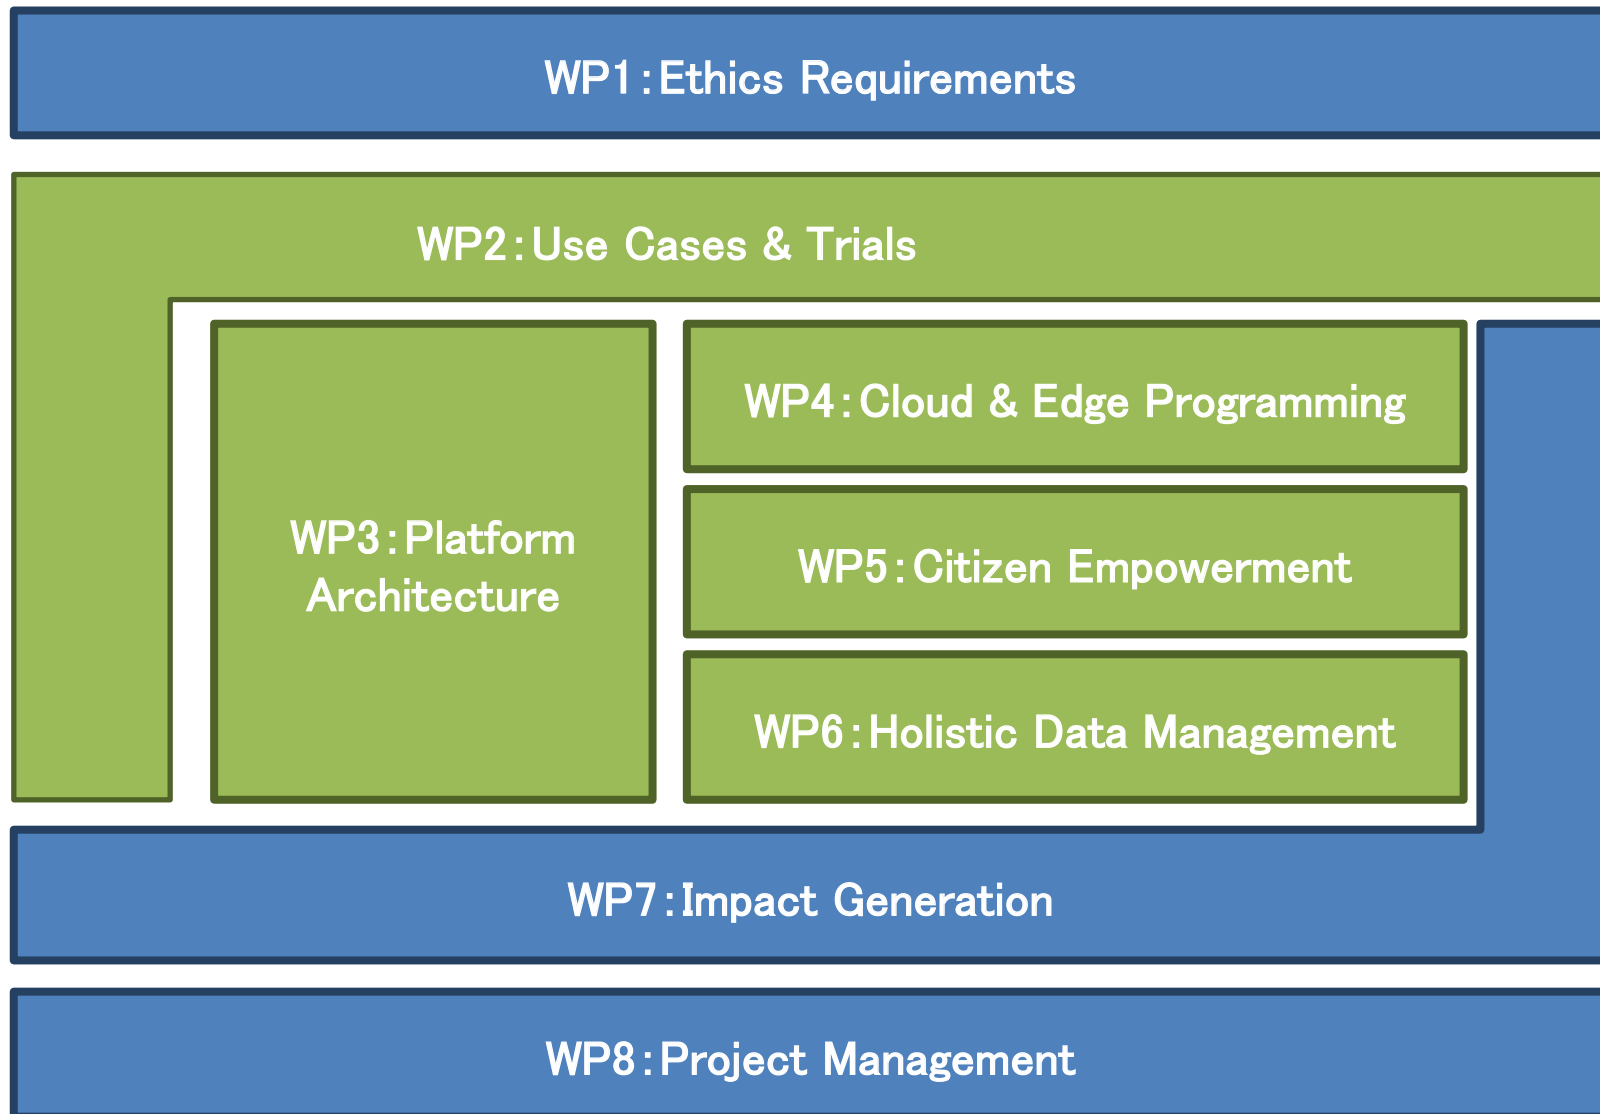 WP1:Ethics Requirements
WP2:Use Cases & Trials
WP3:Platform
Architecture
WP4:Cloud & Edge Programming
WP5:Citizen Empowerment
WP6:Holistic Data Management
WP7:Impact Generation
WP8:Project Management